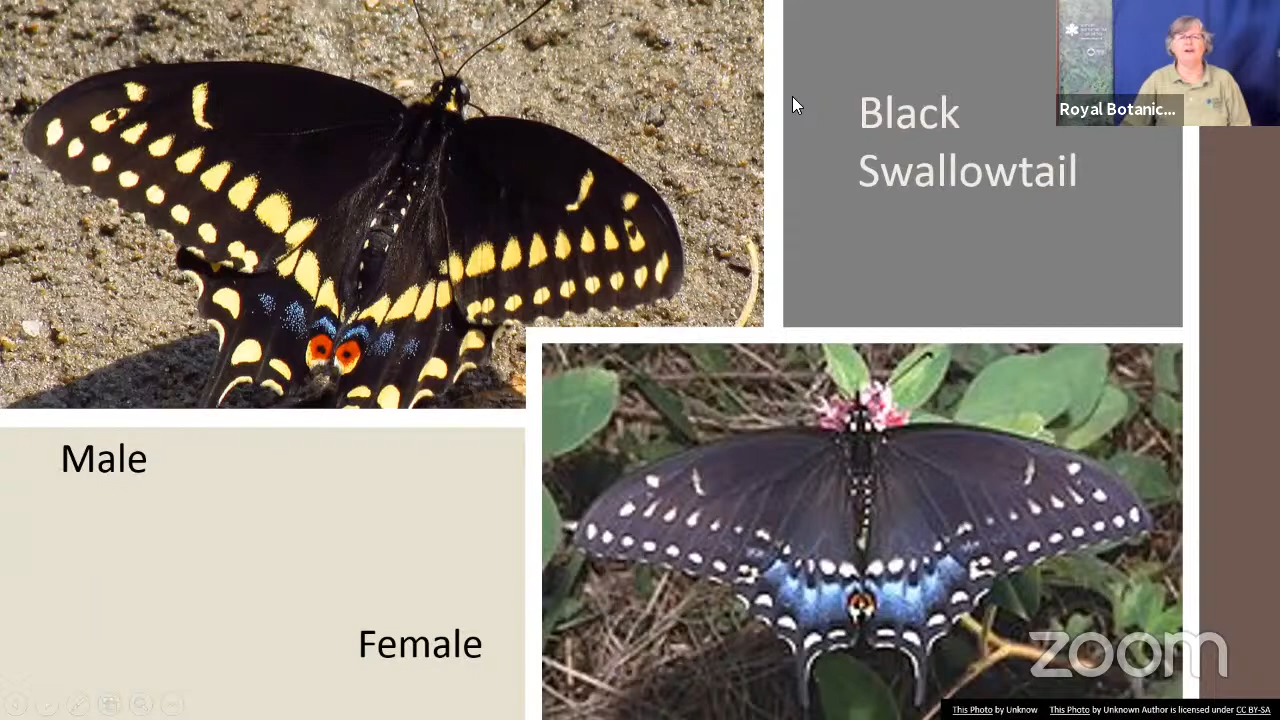 Black
Swallowtail
Royal Botanic...
Male
Female
zoom
This Photo by Unknow
This Photo by Unknown Author is licensed under CC BY-SA